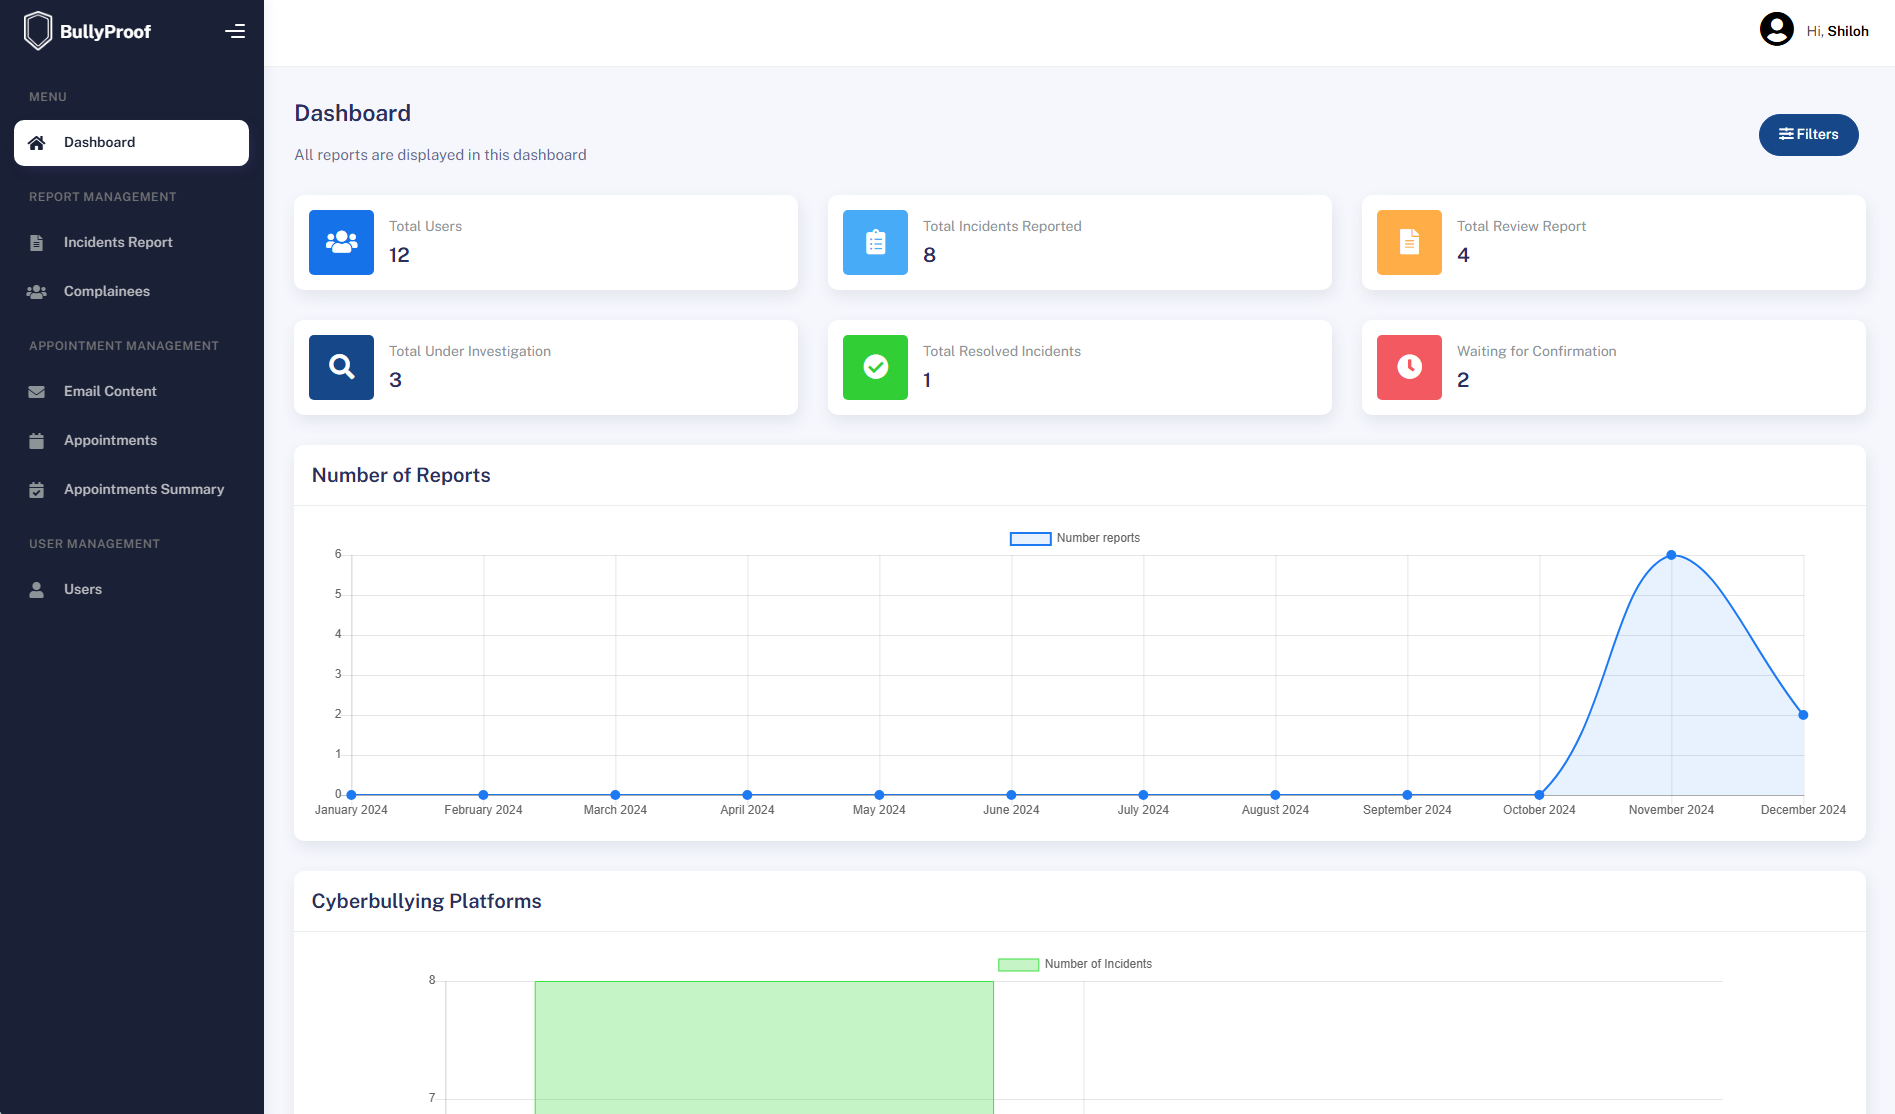 BullyProof
Hi, Shiloh
MENU
Dashboard
REPORT MANAGEMENT
Incidents Report
Complainees
APPOINTMENT MANAGEMENT
Email Content
Appointments
Appointments Summary
USER MANAGEMENT
Users
Dashboard
All reports are displayed in this dashboard
Filters
Total Users
12
Total Incidents Reported
8
Total Review Report
4
Total Under Investigation
3
Total Resolved Incidents
1
Waiting for Confirmation
2
Number of Reports
Number reports
6
5
4
3
2
1
0
January 2024 February 2024 March 2024 April 2024 May 2024 June 2024 July 2024 August 2024 September 2024 October 2024 November 2024 December 2024
Cyberbullying Platforms
Number of Incidents
8
7